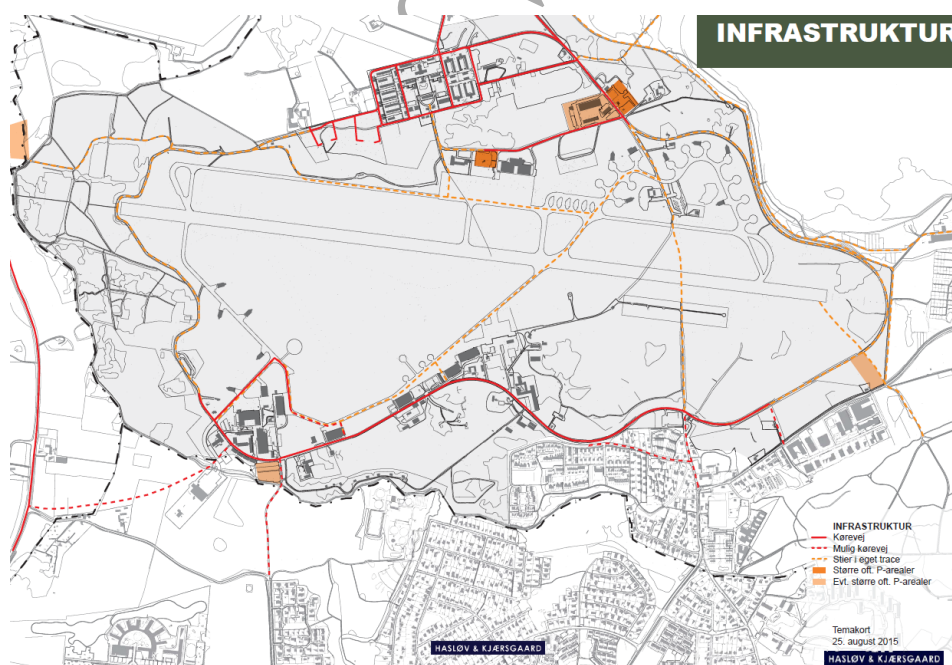 INFRASTRUKTUR
INFRASTRUKTUR
Kørevej
Mulig kørevej
Stier i eget trace
Større off. P-arealer
Evt. større off. P-arealer
Temakort
25. august 2015
HASLØV & KJÆRSGAARD
HASLØV & KJÆRSGAARD